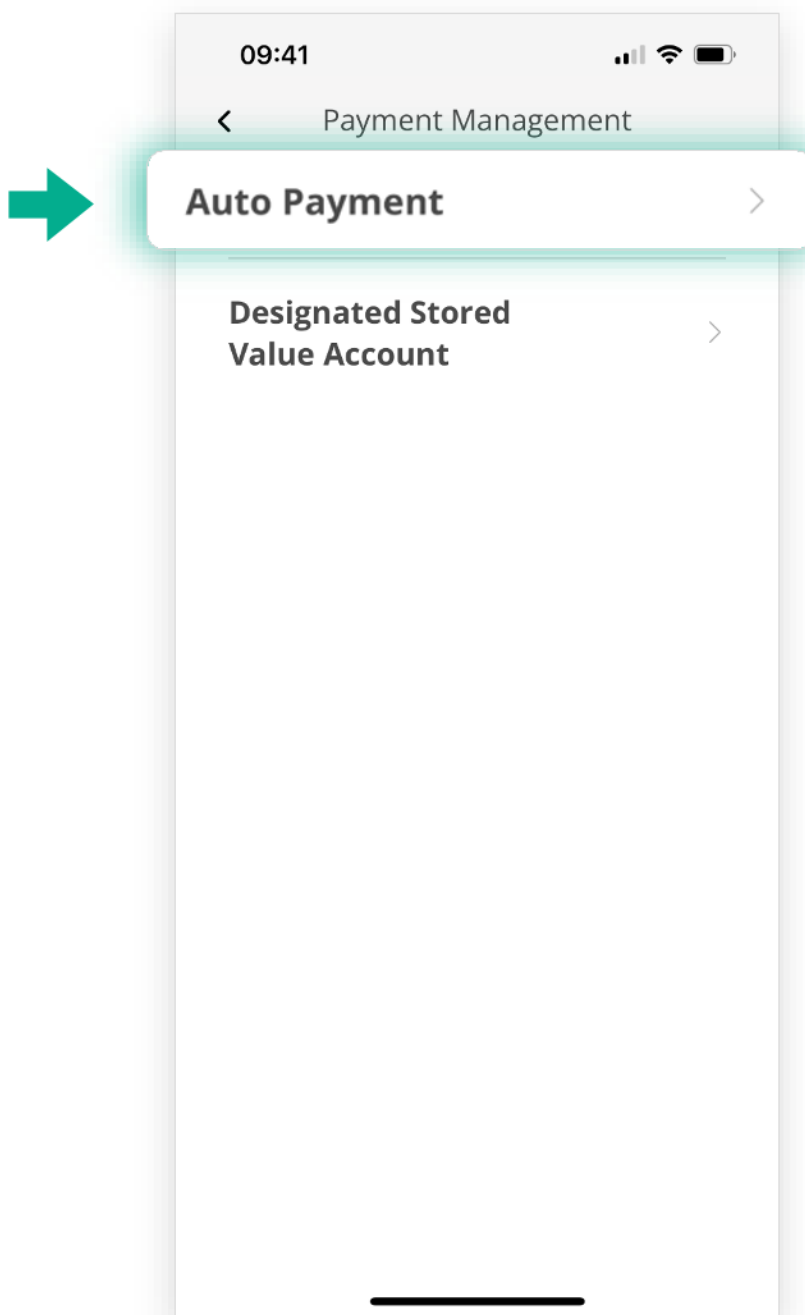 09:41
Payment Management
Auto Payment
Designated Stored
Value Account